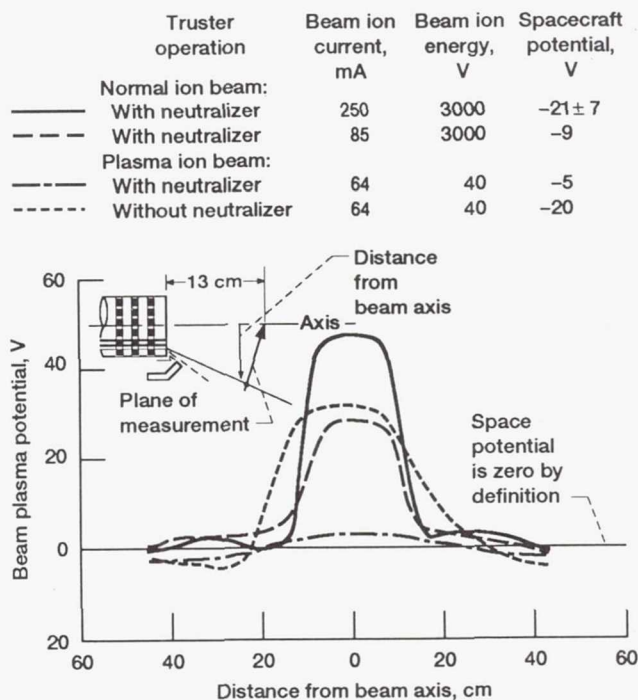 Truster operation Beam ion current, mA Beam ion energy, V Spacecraft potential, V
Normal ion beam:
With neutralizer 250 3000 −21± 7
With neutralizer 85 3000 −9
Plasma ion beam:
With neutralizer 64 40 −5
Without neutralizer 64 40 −20
Distance
from
beam axis
13 cm
Axis
Plane of
measurement
Space
potential
is zero by
definition
Beam plasma potential, V
60
40
20
0
20
60 40 20 0 20 40 60
Distance from beam axis, cm